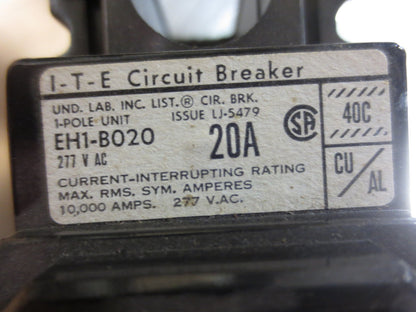 I-T-E Circuit Breaker
UND. LAB. INC. LIST.® CIR. BRK.
1-POLE UNIT ISSUE LJ-5479
EH1-B020 20A
277 V AC
SA
40C
CURRENT-INTERRUPTING RATING
MAX. RMS. SYM. AMPERES
10,000 AMPS. 277 V.AC.
CU/AL